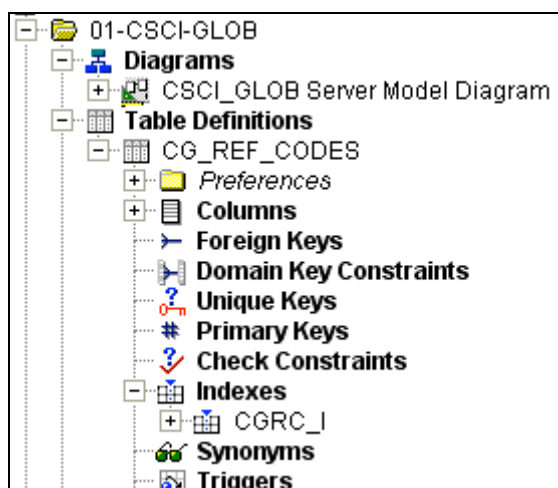 01-CSCI-GLOB
Diagrams
CSCI_GLOB Server Model Diagram
Table Definitions
CG_REF_CODES
Preferences
Columns
Foreign Keys
Domain Key Constraints
Unique Keys
Primary Keys
Check Constraints
Indexes
CGRC_I
Synonyms
Triggers